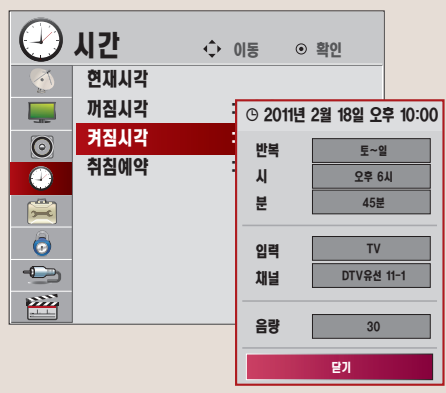 시간
이동
확인
현재시각
꺼짐시각 :
켜짐시각 :
취침예약 :
2011년 2월 18일 오후 10:00
반복 토~일
시 오후 6시
분 45분
입력 TV
채널 DTV유선 11-1
음량 30
닫기